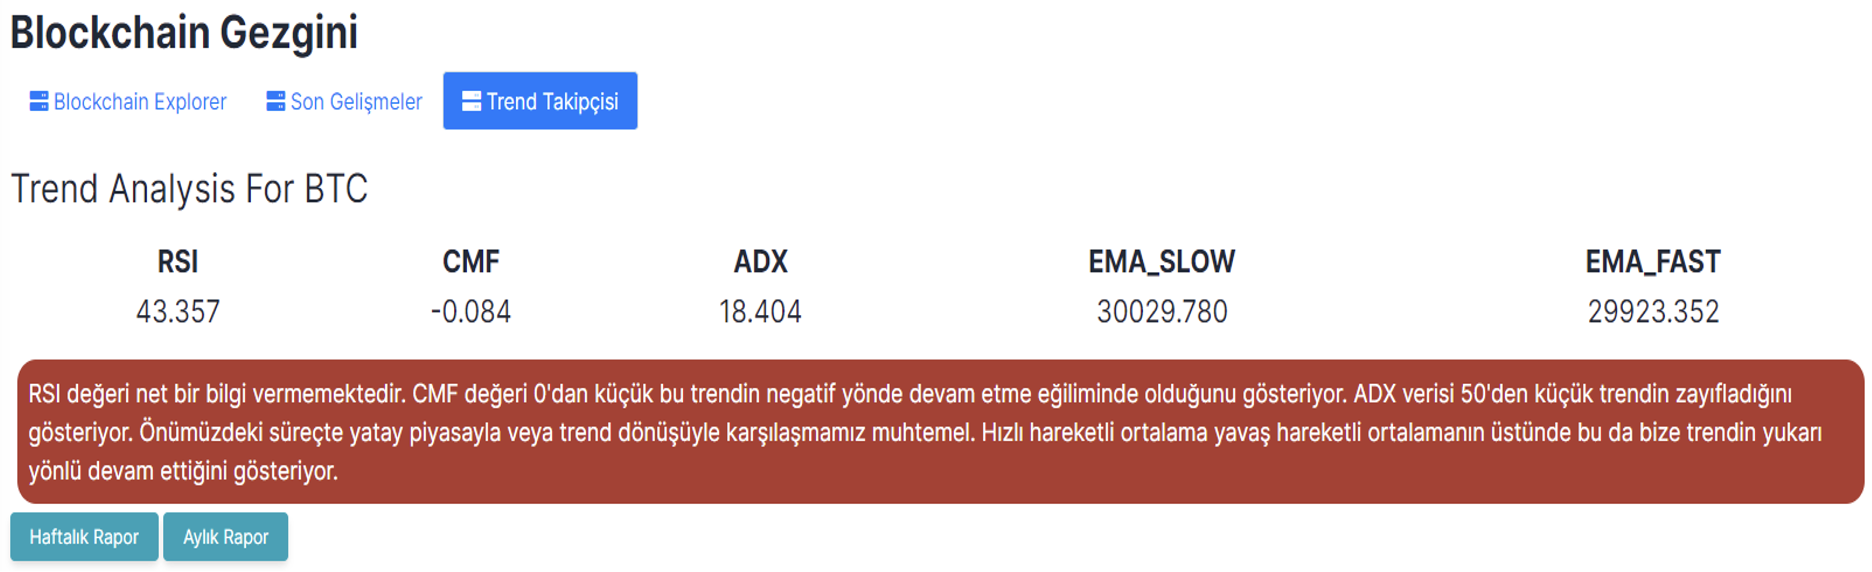 Blockchain Gezgini
Blockchain Explorer Son Gelişmeler Trend Takipçisi
Trend Analysis For BTC
RSI CMF ADX EMA_SLOW EMA_FAST
43.357 -0.084 18.404 30029.780 29923.352
RSI değeri net bir bilgi vermemektedir. CMF değeri 0'dan küçük bu trendin negatif yönde devam etme eğiliminde olduğunu gösteriyor. ADX verisi 50'den küçük trendin zayıfladığını
gösteriyor. Önümüzdeki süreçte yatay piyasayla veya trend dönüşüyle karşılaşmamız muhtemel. Hızlı hareketli ortalama yavaş hareketli ortalamanın üstünde bu da bize trendin yukarı
yönlü devam ettiğini gösteriyor.
Haftalık Rapor Aylık Rapor